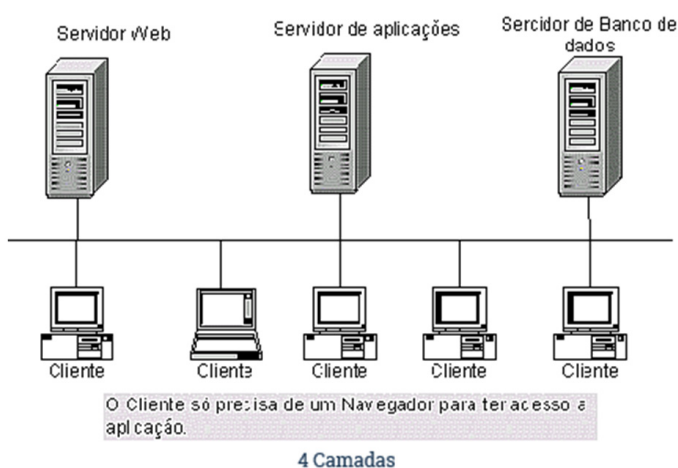 Servidor Web
Servidor de aplicações
Sercidor de Banco de
dados
Cliente
Cliente
Cliente
Cliente
Cliente
O Cliente só precisa de um Navegador para ter acesso a
aplicação.
4 Camadas